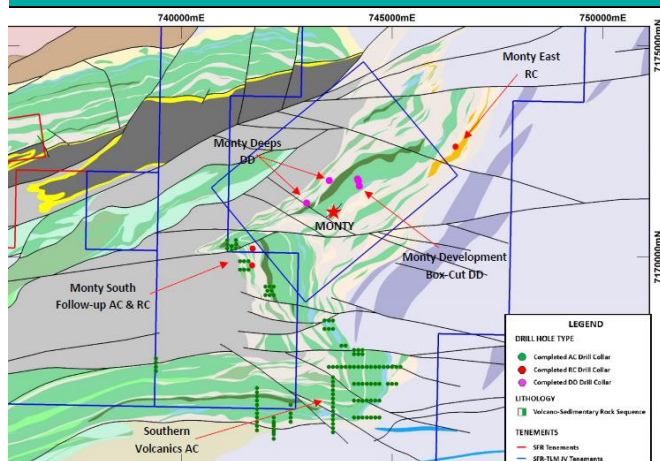 740000mE
745000mE
750000mE
7175000mN
Monty East
RC
Monty Deeps
DD
MONTY
Monty Development
Box-Cut DD
7170000mN
Monty South
Follow-up AC & RC
Southern
Volcanics AC
LEGEND
DRILL HOLE TYPE
Completed AC Drill Collar
Completed RC Drill Collar
Completed DD Drill Collar
LITHOLOGY
Volcano-Sedimentary Rock Sequence
TENEMENTS
SFR Tenements
SFR-TLM JV Tenements